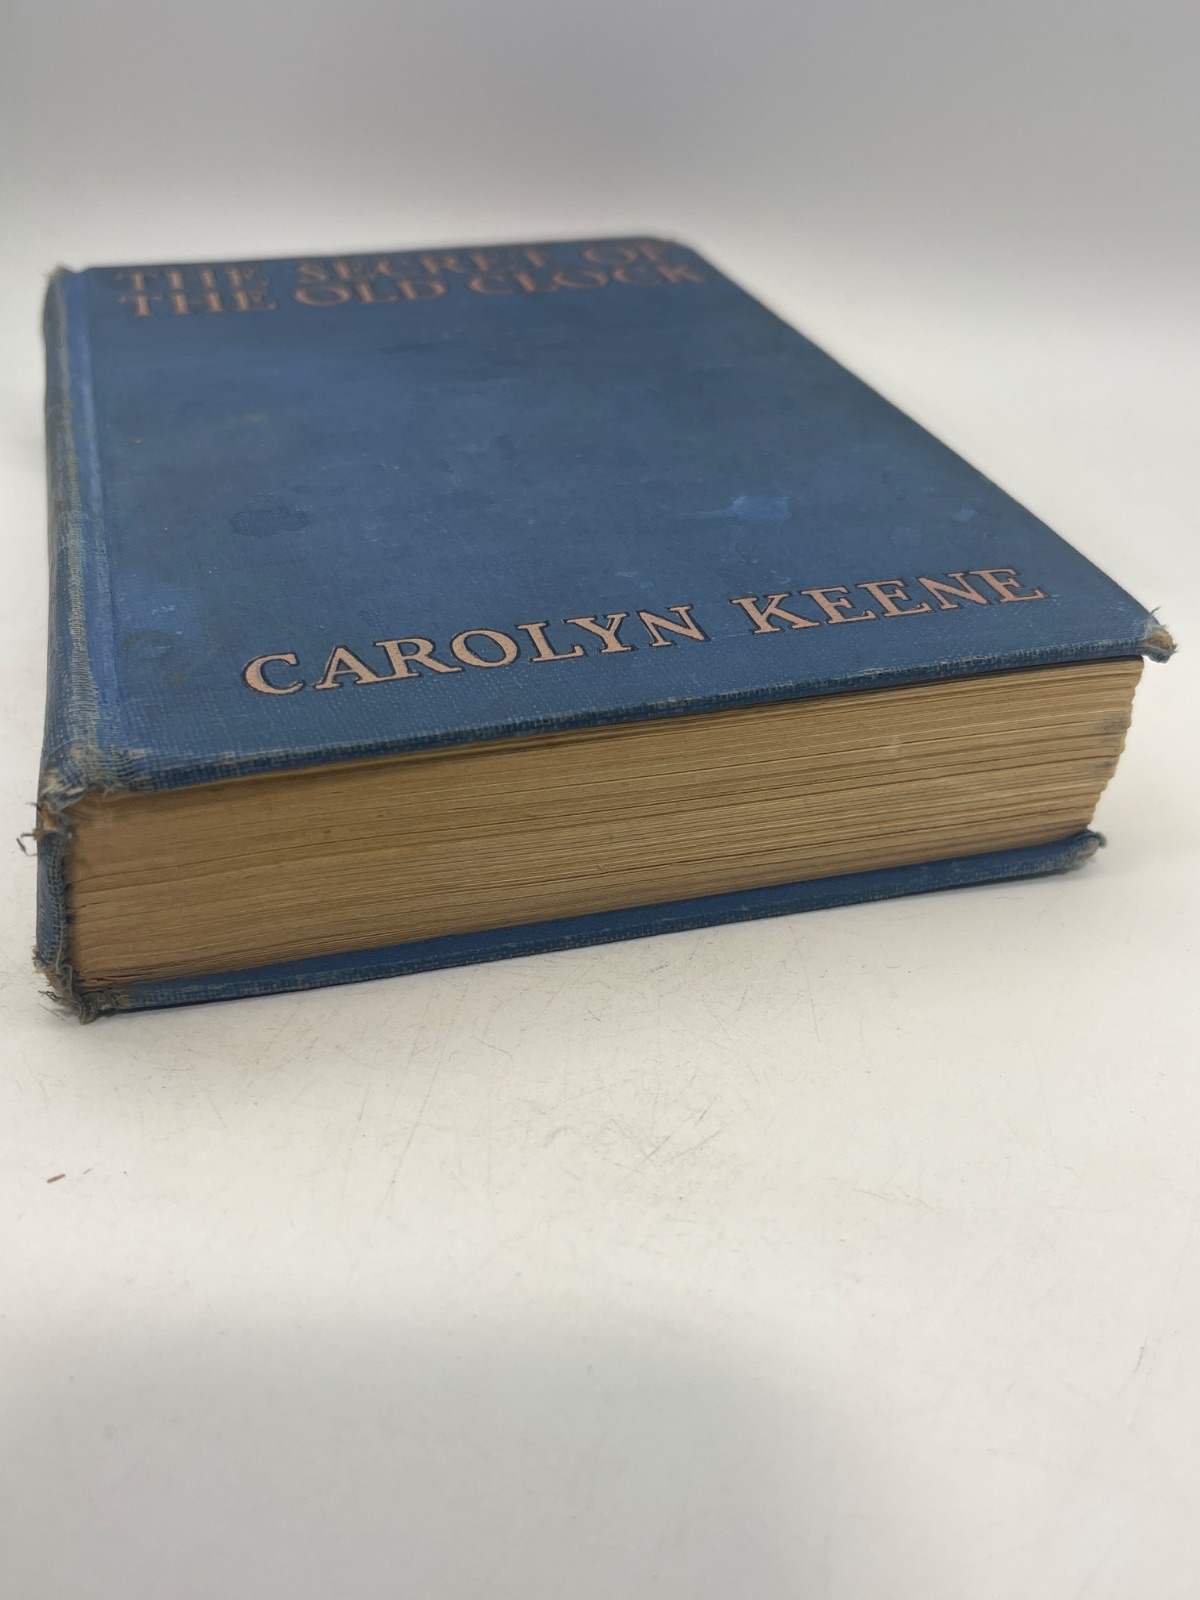 THE SECRET OF
THE OLD CLOCK
CAROLYN KEENE